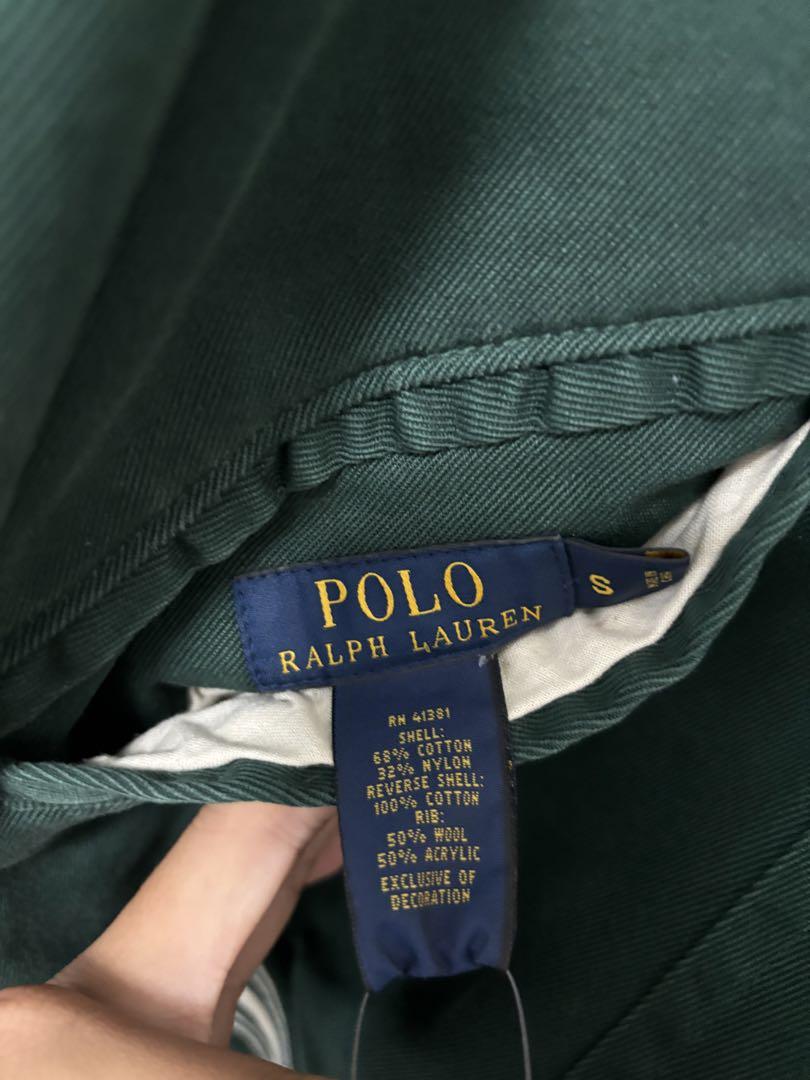 POLO
RALPH LAUREN
S
RN 41381
SHELL:
68% COTTON
32% NYLON
REVERSE SHELL:
100% COTTON
RIB:
50% WOOL
50% ACRYLIC
EXCLUSIVE OF
DECORATION